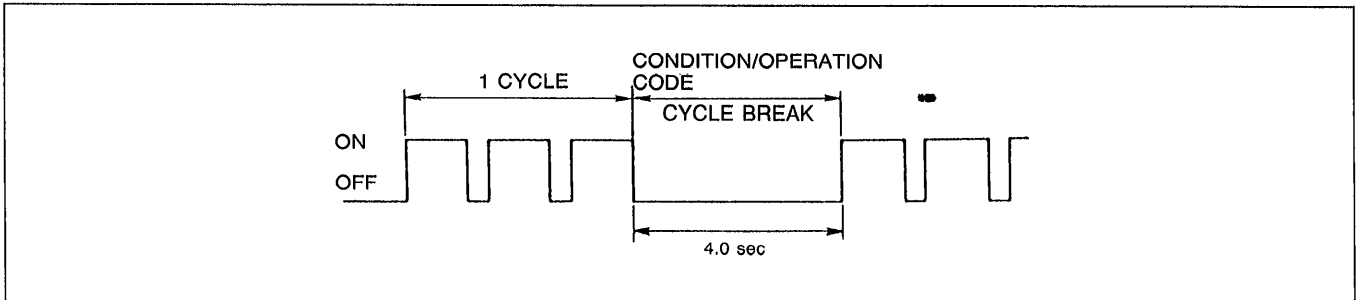 CONDITION/OPERATION
CODE
1 CYCLE
CYCLE BREAK
ON
OFF
4.0 sec